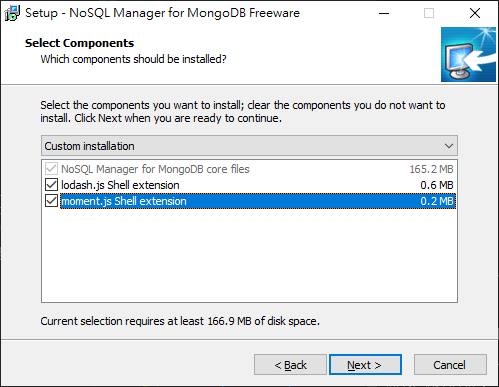 Setup - NoSQL Manager for MongoDB Freeware
Select Components
Which components should be installed?
Select the components you want to install; clear the components you do not want to
install. Click Next when you are ready to continue.
Custom installation
NoSQL Manager for MongoDB core files 165.2 MB
lodash.js Shell extension 0.6 MB
moment.js Shell extension 0.2 MB
Current selection requires at least 166.9 MB of disk space.
< Back Next > Cancel